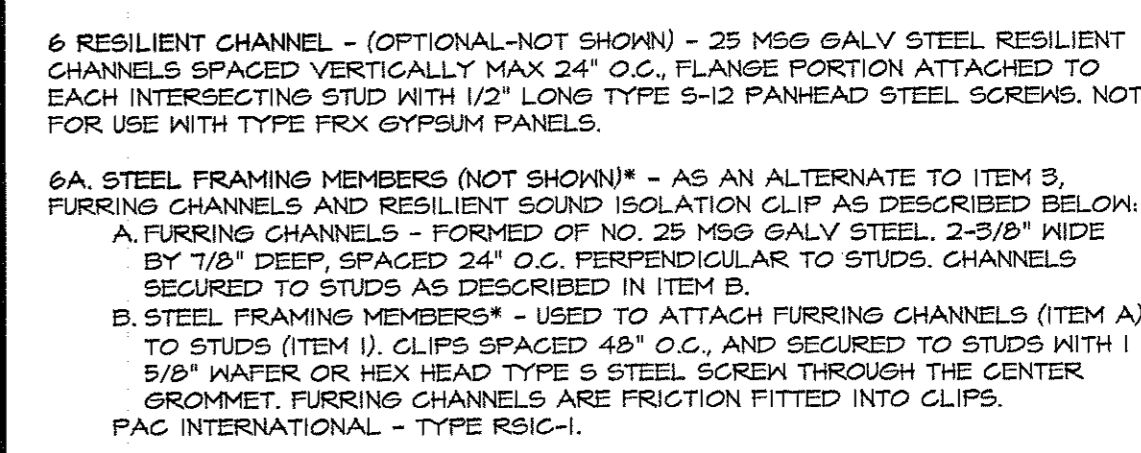 6 RESILIENT CHANNEL - (OPTIONAL-NOT SHOWN) - 25 MSG GALV STEEL RESILIENT
CHANNELS SPACED VERTICALLY MAX 24" O.C., FLANGE PORTION ATTACHED TO
EACH INTERSECTING STUD WITH 1/2" LONG TYPE S-12 PANHEAD STEEL SCREWS. NOT
FOR USE WITH TYPE FRX GYPSUM PANELS.
6A. STEEL FRAMING MEMBERS (NOT SHOWN)* - AS AN ALTERNATE TO ITEM 3,
FURRING CHANNELS AND RESILIENT SOUND ISOLATION CLIP AS DESCRIBED BELOW:
A. FURRING CHANNELS - FORMED OF NO. 25 MSG GALV STEEL. 2-3/8" WIDE
BY 7/8" DEEP, SPACED 24" O.C. PERPENDICULAR TO STUDS. CHANNELS
SECURED TO STUDS AS DESCRIBED IN ITEM B.
B. STEEL FRAMING MEMBERS* - USED TO ATTACH FURRING CHANNELS (ITEM A)
TO STUDS (ITEM 1). CLIPS SPACED 48" O.C., AND SECURED TO STUDS WITH 1
5/8" WAFER OR HEX HEAD TYPE S STEEL SCREW THROUGH THE CENTER
GROMMET. FURRING CHANNELS ARE FRICTION FITTED INTO CLIPS.
PAC INTERNATIONAL - TYPE RSIC-1.